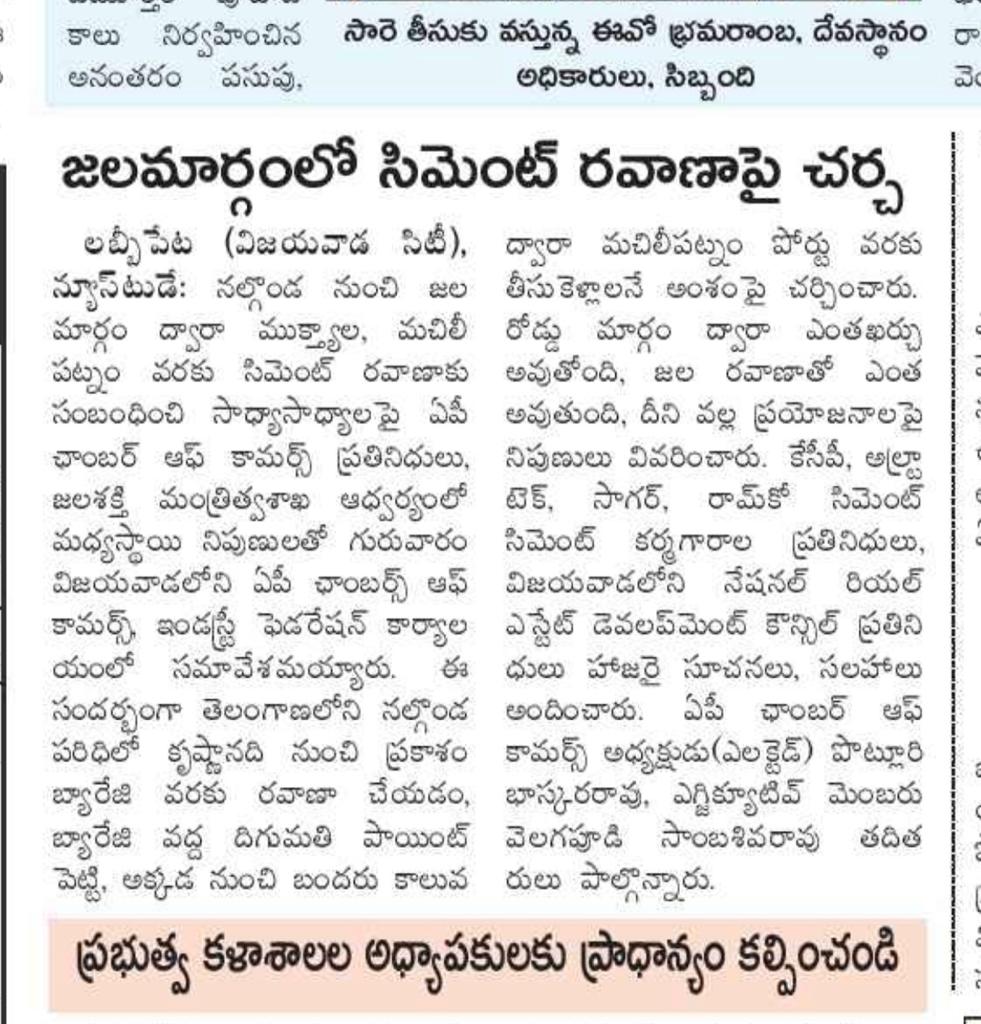 కాలు నిర్వహించిన
అనంతరం పసుపు,
సారె తీసుకు వస్తున్న ఈవో భ్రమరాంబ, దేవస్థానం
అధికారులు, సిబ్బంది
జలమార్గంలో సిమెంట్ రవాణాపై చర్చ
లబ్బీపేట (విజయవాడ సిటీ),
న్యూస్‌టుడే: నల్గొండ నుంచి జల
మార్గం ద్వారా ముక్త్యాల, మచిలీ
పట్నం వరకు సిమెంట్ రవాణాకు
సంబంధించి సాధ్యాసాధ్యాలపై ఏపీ
ఛాంబర్ ఆఫ్ కామర్స్ ప్రతినిధులు,
జలశక్తి మంత్రిత్వశాఖ ఆధ్వర్యంలో
మధ్యస్థాయి నిపుణులతో గురువారం
విజయవాడలోని ఏపీ ఛాంబర్స్ ఆఫ్
కామర్స్, ఇండస్ట్రీ ఫెడరేషన్ కార్యాల
యంలో సమావేశమయ్యారు. ఈ
సందర్భంగా తెలంగాణలోని నల్గొండ
పరిధిలో కృష్ణానది నుంచి ప్రకాశం
బ్యారేజి వరకు రవాణా చేయడం,
బ్యారేజి వద్ద దిగుమతి పాయింట్
పెట్టి, అక్కడ నుంచి బందరు కాలువ
ద్వారా మచిలీపట్నం పోర్టు వరకు
తీసుకెళ్లాలనే అంశంపై చర్చించారు.
రోడ్డు మార్గం ద్వారా ఎంతఖర్చు
అవుతోంది, జల రవాణాతో ఎంత
అవుతుంది, దీని వల్ల ప్రయోజనాలపై
నిపుణులు వివరించారు. కేసీపీ, అల్ట్రా
టెక్, సాగర్, రామ్‌కో సిమెంట్
సిమెంట్ కర్మగారాల ప్రతినిధులు,
విజయవాడలోని నేషనల్ రియల్
ఎస్టేట్ డెవలప్‌మెంట్ కౌన్సిల్ ప్రతిని
ధులు హాజరై సూచనలు, సలహాలు
అందించారు. ఏపీ ఛాంబర్ ఆఫ్
కామర్స్ అధ్యక్షుడు(ఎలక్టెడ్) పొట్లూరి
భాస్కరరావు, ఎగ్జిక్యూటివ్ మెంబరు
వెలగపూడి సాంబశివరావు తదిత
రులు పాల్గొన్నారు.
ప్రభుత్వ కళాశాలల అధ్యాపకులకు ప్రాధాన్యం కల్పించండి